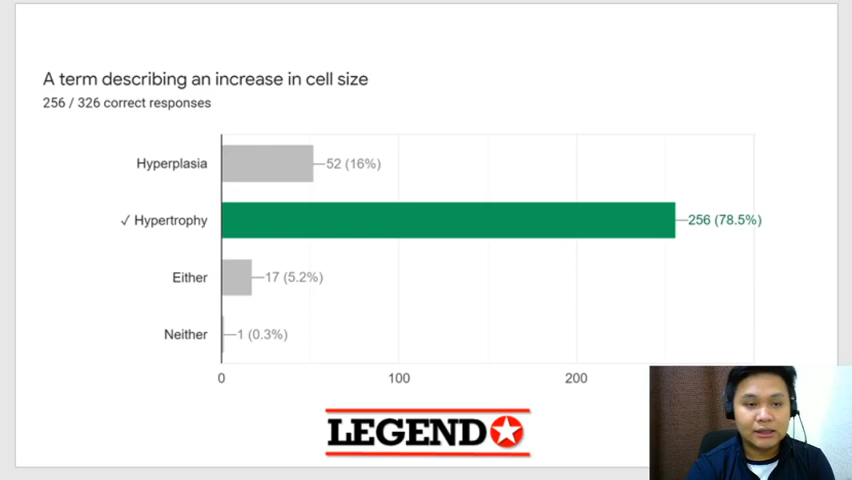 A term describing an increase in cell size
256 / 326 correct responses
Hyperplasia
52 (16%)
✓ Hypertrophy
256 (78.5%)
Either
17 (5.2%)
Neither
1 (0.3%)
0
100
200
LEGEND